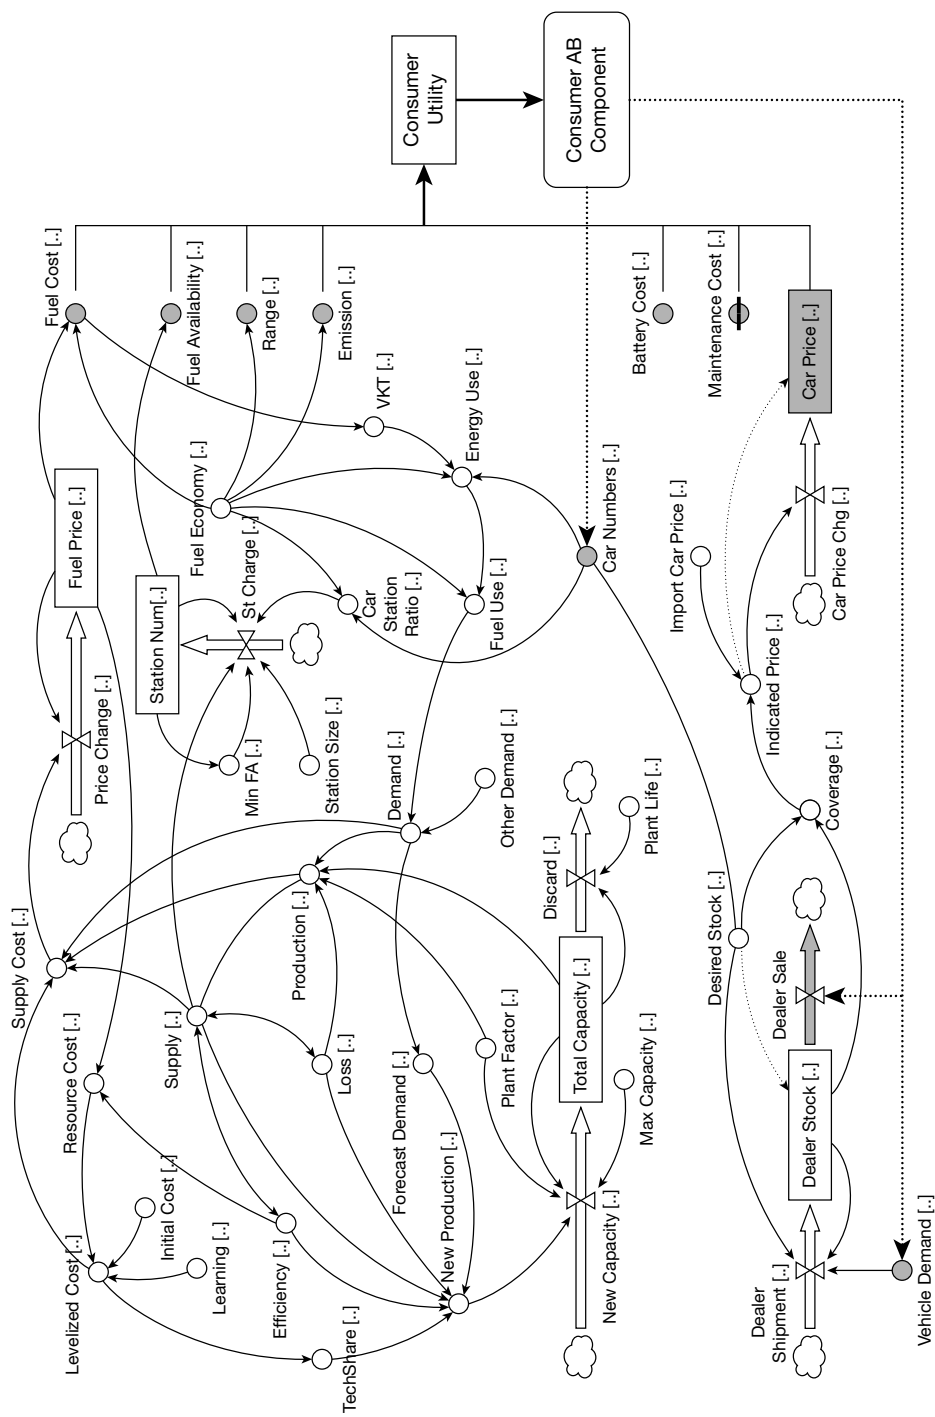 Consumer
Utility
Consumer AB
Component
Fuel Cost [..]
Fuel Availability [..]
Range [..]
Emission [..]
Battery Cost [..]
Maintenance Cost [..]
Car Price [..]
VKT [..]
Energy Use [..]
Fuel Price [..]
Fuel Economy [..]
Car Numbers [..]
Import Car Price [..]
Car Price Chg [..]
Station Num[..]
St Charge [..]
Car
Station
Ratio [..]
Fuel Use [..]
Price Change [..]
Min FA [..]
Station Size [..]
Demand [..]
Other Demand [..]
Indicated Price [..]
Coverage [..]
Supply Cost [..]
Production [..]
Discard [..]
Plant Life [..]
Desired Stock [..]
Dealer Sale
Resource Cost [..]
Supply [..]
Loss [..]
Forecast Demand [..]
Plant Factor [..]
Total Capacity [..]
Max Capacity [..]
Dealer Stock [..]
Levelized Cost [..]
Initial Cost [..]
Learning [..]
Efficiency [..]
New Production [..]
New Capacity [..]
TechShare [..]
Dealer
Shipment [..]
Vehicle Demand [..]